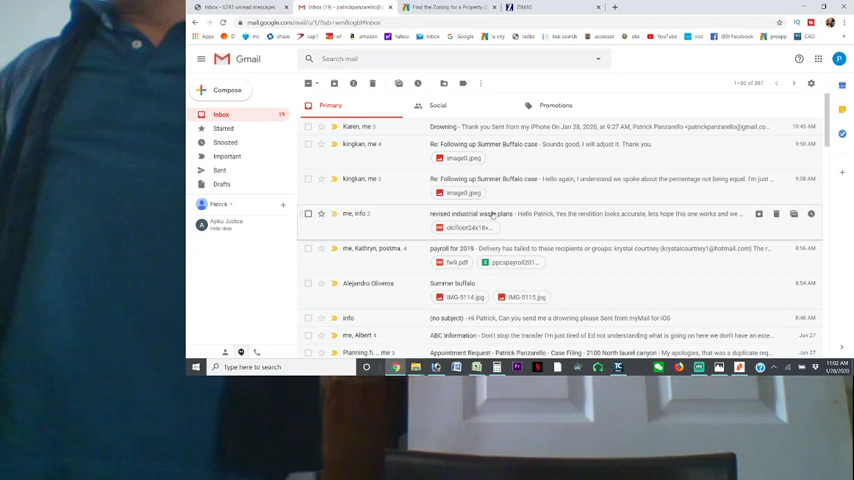 Inbox - 6293 unread messages
Inbox (19) - patrickpanzarello@
Find the Zoning for a Property |
ZIMAS
mail.google.com/mail/u/1/?tab=wm&ogbl#inbox
Apps
D
mc
chase
cap1
wf
amazon
Yahoo
inbox
Google
la city
ladbs
bus search
accessor
abc
YouTube
vod
(89) Facebook
preapp
Gmail
Search mail
P
Compose
1–50 of 387
Primary
Social
Promotions
Inbox
19
Starred
Snoozed
Important
Sent
Drafts
Patrick
Ayiku Justice
Hello dear
Karen, me 3
Drowning - Thank you Sent from my iPhone On Jan 28, 2020, at 9:27 AM, Patrick Panzarello <patrickpanzarello@gmail.co...
10:43 AM
kingkan, me 4
Re: Following up Summer Buffalo case - Sounds good, I will adjust it. Thank you.
9:50 AM
image0.jpeg
kingkan, me 2
Re: Following up Summer Buffalo case - Hello again, I understand we spoke about the percentage not being equal. I'm just ...
9:08 AM
image0.jpeg
me, info 2
revised industrial waste plans - Hello Patrick, Yes the rendition looks accurate, lets hope this one works and we ...
okifloor24x18v...
me, Kathryn, postma. 4
payroll for 2019 - Delivery has failed to these recipients or groups: krystal courtney (krystalcourtney1@hotmail.com) The r...
8:56 AM
fw9.pdf
ppcspayroll201...
Alejandro Oliveros
Summer buffalo
8:54 AM
IMG-5114.jpg
IMG-5115.jpg
info
(no subject) - Hi Patrick, Can you send me a drowning please Sent from myMail for iOS
8:48 AM
me, Albert 4
ABC Information - Don't stop the transfer I'm just tired of Ed not understanding what is going on here we don't have an exte...
Jan 27
Planning.fi. .. me 3
Appointment Request - Patrick Panzarello - Case Filing - 2100 North laurel canyon - My apologies, that was a duplicate req...
Jan 27
Type here to search
11:02 AM
1/28/2020